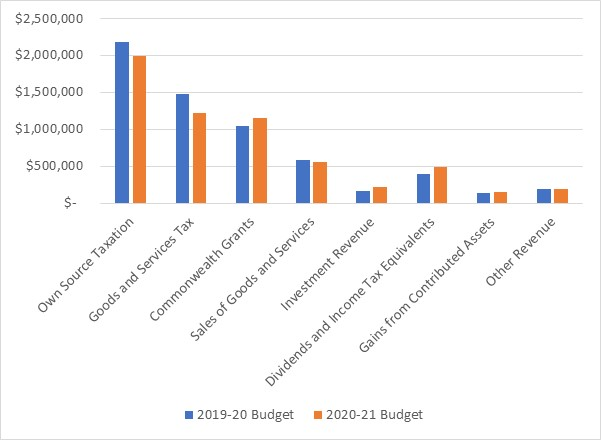 $2,500,000
$2,000,000
$1,500,000
$1,000,000
$500,000
$-
Own Source Taxation
Goods and Services Tax
Commonwealth Grants
Sales of Goods and Services
Investment Revenue
Dividends and Income Tax Equivalents
Gains from Contributed Assets
Other Revenue
2019-20 Budget
2020-21 Budget